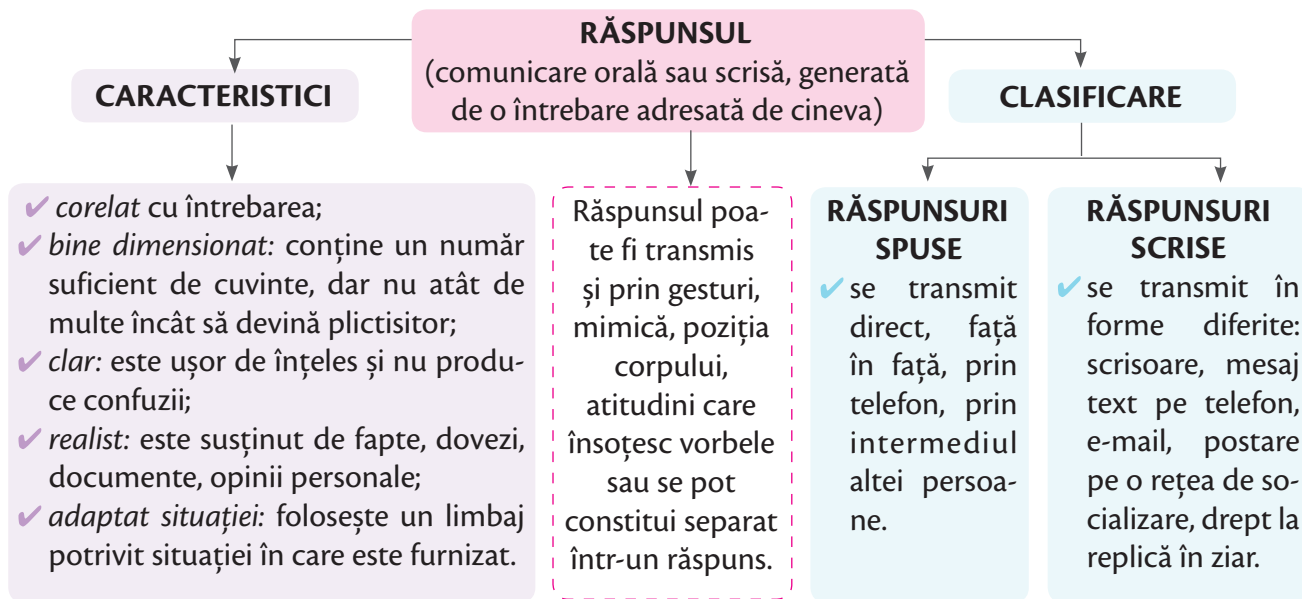 RĂSPUNSUL
(comunicare orală sau scrisă, generată
de o întrebare adresată de cineva)
CARACTERISTICI
✔ corelat cu întrebarea;
✔ bine dimensionat: conține un număr
suficient de cuvinte, dar nu atât de
multe încât să devină plictisitor;
✔ clar: este ușor de înțeles și nu produ-
ce confuzii;
✔ realist: este susținut de fapte, dovezi,
documente, opinii personale;
✔ adaptat situației: folosește un limbaj
potrivit situației în care este furnizat.
Răspunsul poa-
te fi transmis
și prin gesturi,
mimică, poziția
corpului,
atitudini care
însoțesc vorbele
sau se pot
constitui separat
într-un răspuns.
CLASIFICARE
RĂSPUNSURI
SPUSE
✔ se transmit
direct, față
în față, prin
telefon, prin
intermediul
altei persoa-
ne.
RĂSPUNSURI
SCRISE
✔ se transmit în
forme diferite:
scrisoare, mesaj
text pe telefon,
e-mail, postare
pe o rețea de so-
cializare, drept la
replică în ziar.